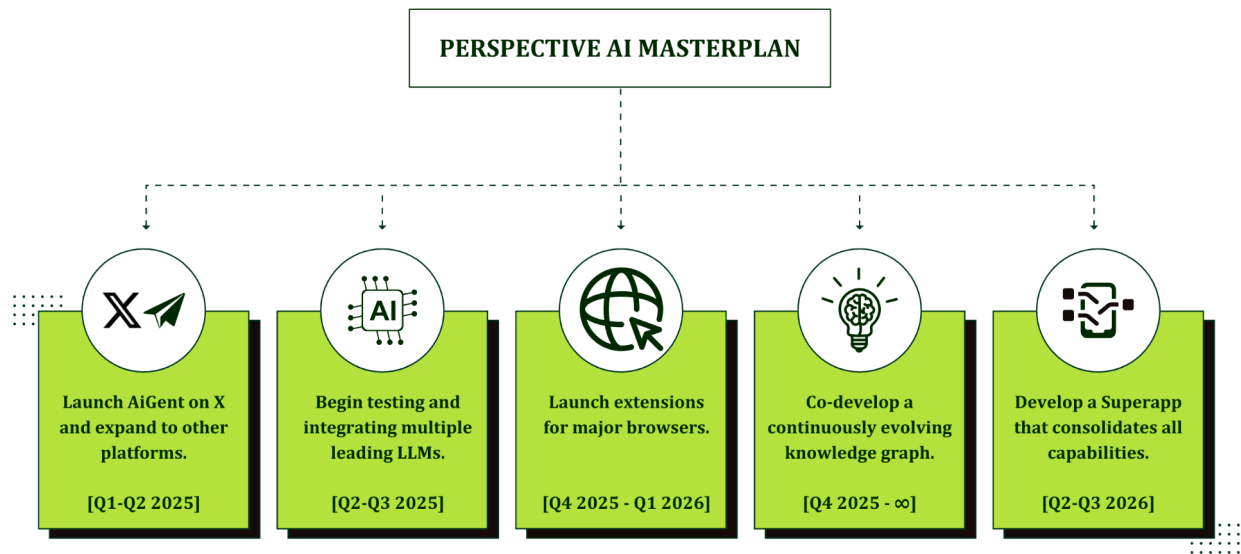 PERSPECTIVE AI MASTERPLAN
AI
Launch AiGent on X
and expand to other
platforms.
[Q1-Q2 2025]
Begin testing and
integrating multiple
leading LLMs.
[Q2-Q3 2025]
Launch extensions
for major browsers.
[Q4 2025 - Q1 2026]
Co-develop a
continuously evolving
knowledge graph.
[Q4 2025 - ∞]
Develop a Superapp
that consolidates all
capabilities.
[Q2-Q3 2026]